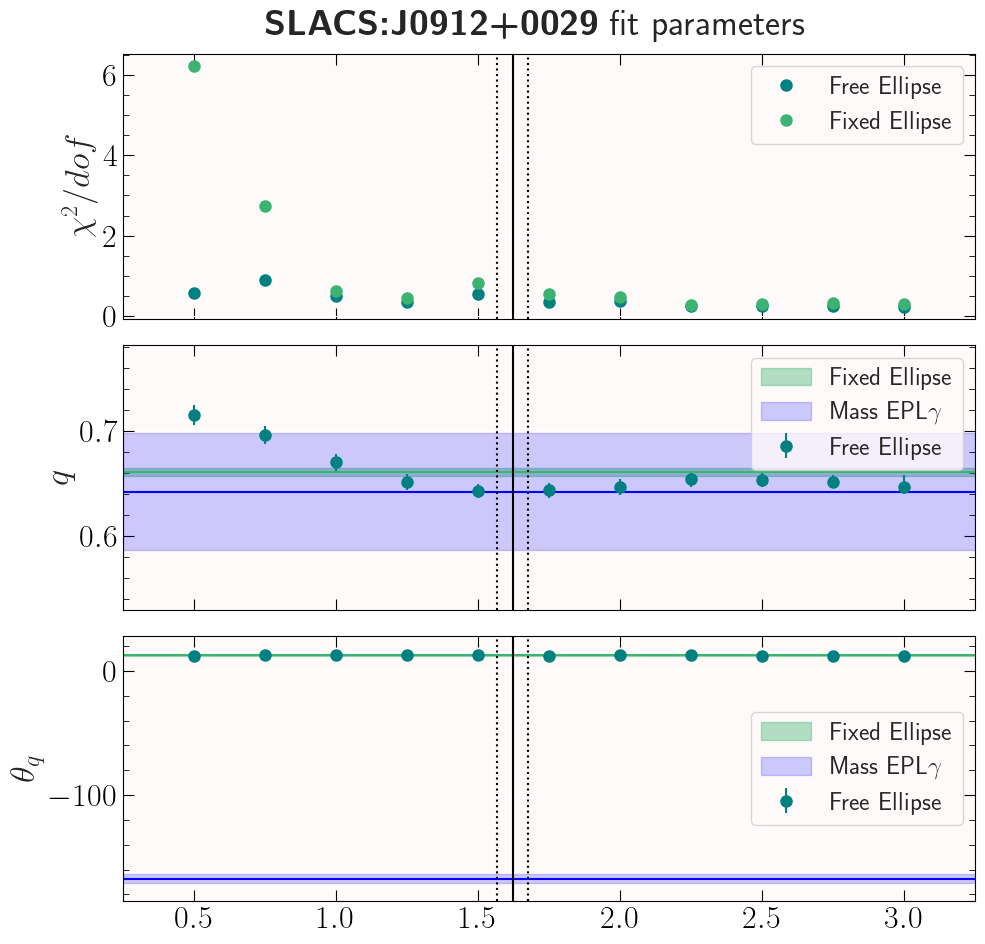 SLACS:J0912+0029 fit parameters
6
4
2
0
χ²/dof
Free Ellipse
Fixed Ellipse
0.7
0.6
q
Fixed Ellipse
Mass EPLγ
Free Ellipse
0
−100
θ_q
Fixed Ellipse
Mass EPLγ
Free Ellipse
0.5 1.0 1.5 2.0 2.5 3.0